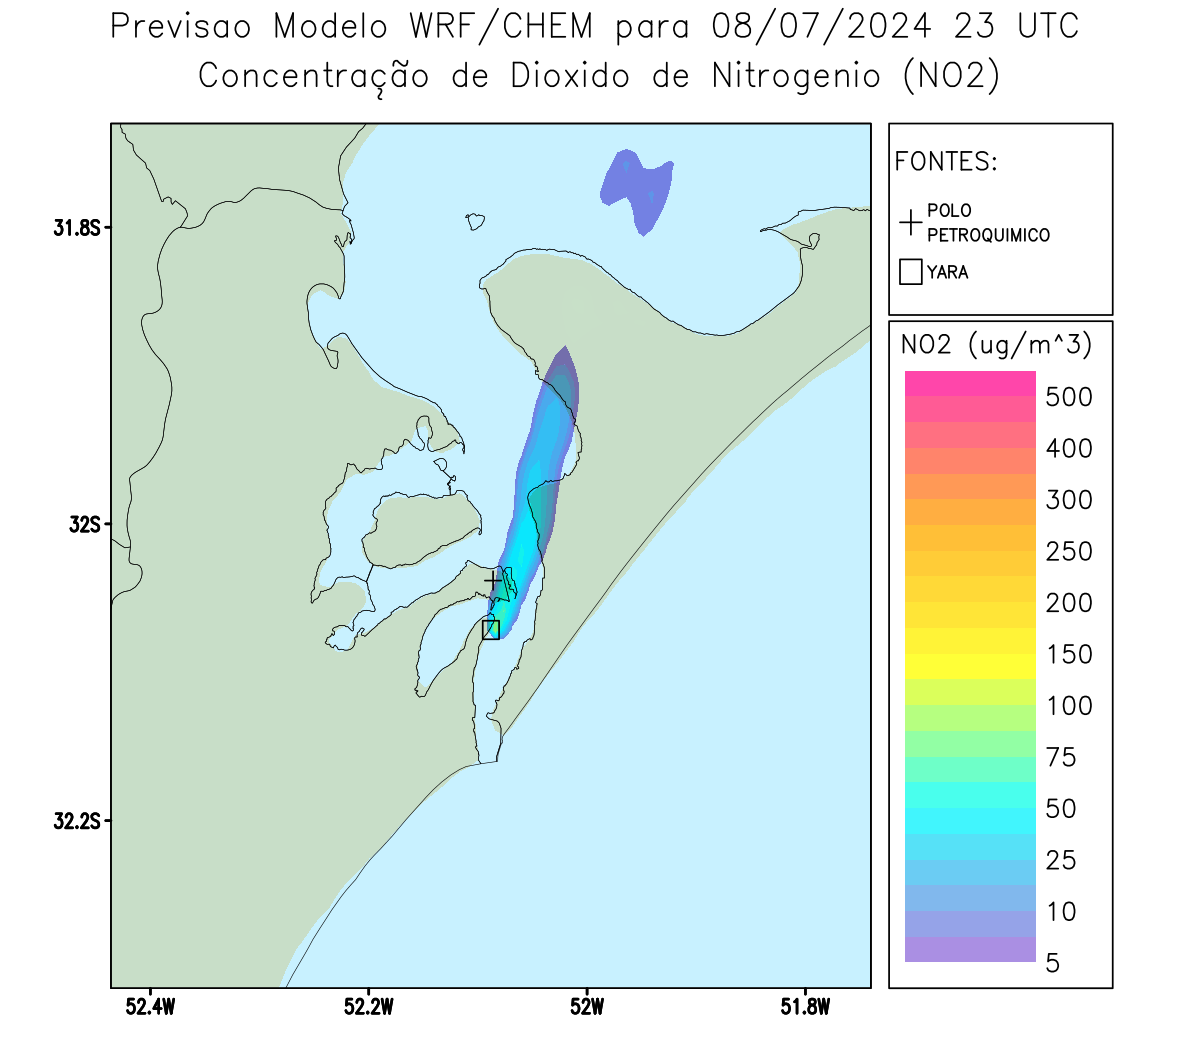 Previsao Modelo WRF/CHEM para 08/07/2024 23 UTC
Concentração de Dioxido de Nitrogenio (NO2)
FONTES:
POLO
PETROQUIMICO
YARA
NO2 (ug/m^3)
500
400
300
250
200
150
100
75
50
25
10
5
31.8S
32S
32.2S
52.4W
52.2W
52W
51.8W